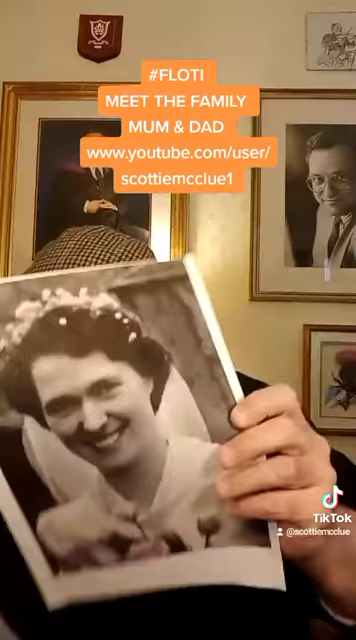 #FLOTI
MEET THE FAMILY
MUM & DAD
www.youtube.com/user/
scottiemcclue1
TikTok
@scottiemcclue